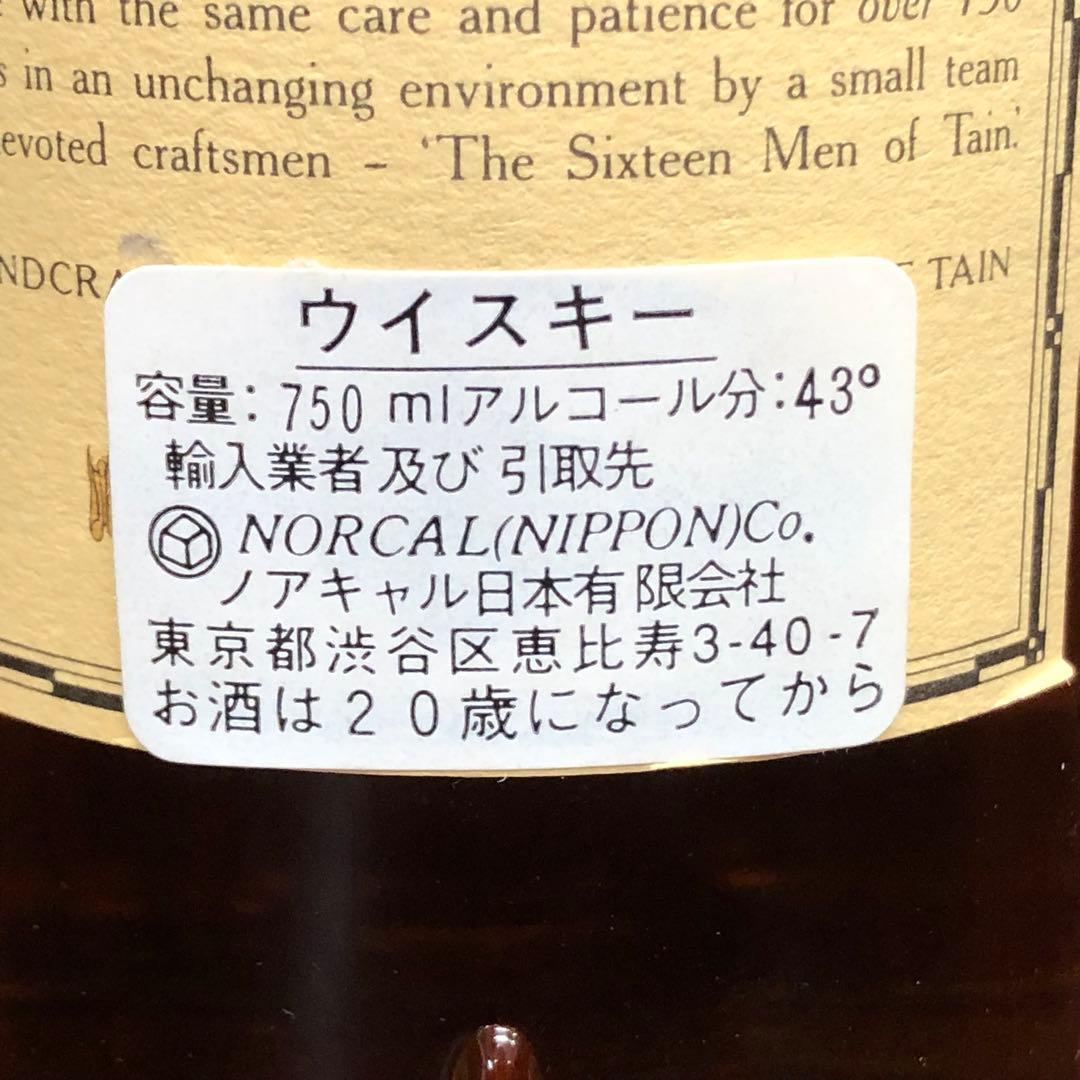 with the same care and patience for over 150
in an unchanging environment by a small team
craftsmen – 'The Sixteen Men of Tain.'
TAIN
ウイスキー
容量: 750 mlアルコール分:43°
輸入業者及び引取先
NORCAL(NIPPON)Co.
ノアキャル日本有限会社
東京都渋谷区恵比寿3-40-7
お酒は20歳になってから